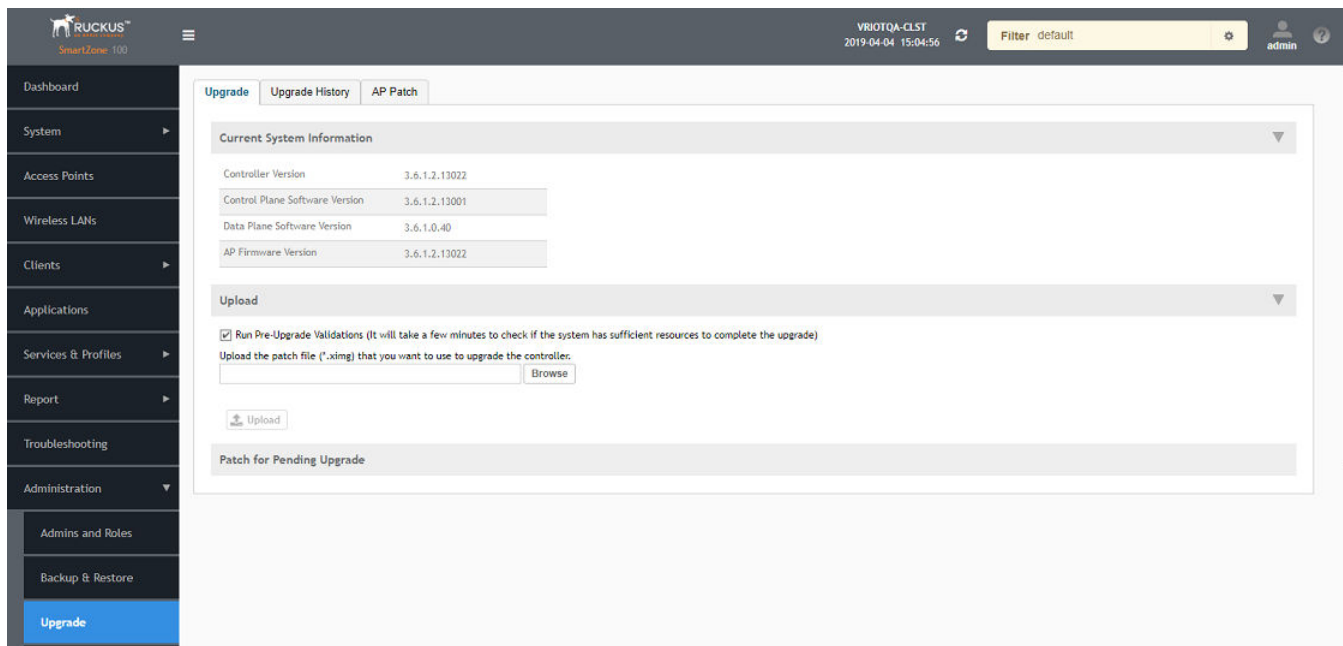 RUCKUS™
SmartZone 100
VRIOTQA-CLST
2019-04-04 15:04:56
Filter default
admin
Dashboard
System
Access Points
Wireless LANs
Clients
Applications
Services & Profiles
Report
Troubleshooting
Administration
Admins and Roles
Backup & Restore
Upgrade
Upgrade Upgrade History AP Patch
Current System Information
Controller Version 3.6.1.2.13022
Control Plane Software Version 3.6.1.2.13001
Data Plane Software Version 3.6.1.0.40
AP Firmware Version 3.6.1.2.13022
Upload
Run Pre-Upgrade Validations (It will take a few minutes to check if the system has sufficient resources to complete the upgrade)
Upload the patch file (*.ximg) that you want to use to upgrade the controller.
Browse
Upload
Patch for Pending Upgrade